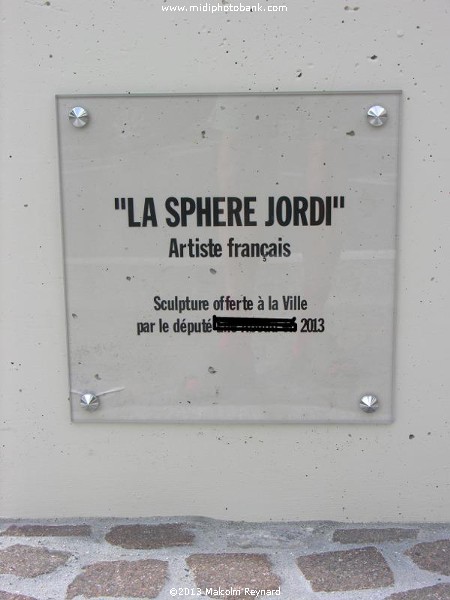 www.midiphotobank.com
"LA SPHERE JORDI"
Artiste français
Sculpture offerte à la Ville
par le député 2013
©2013 - Malcolm Reynard